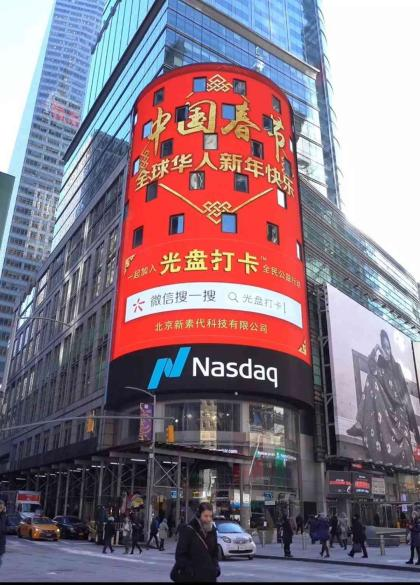 中国春节
全球华人新年快乐
一起加入 光盘打卡™ 全民公益行动
微信搜一搜 光盘打卡
北京新素代科技有限公司
Nasdaq